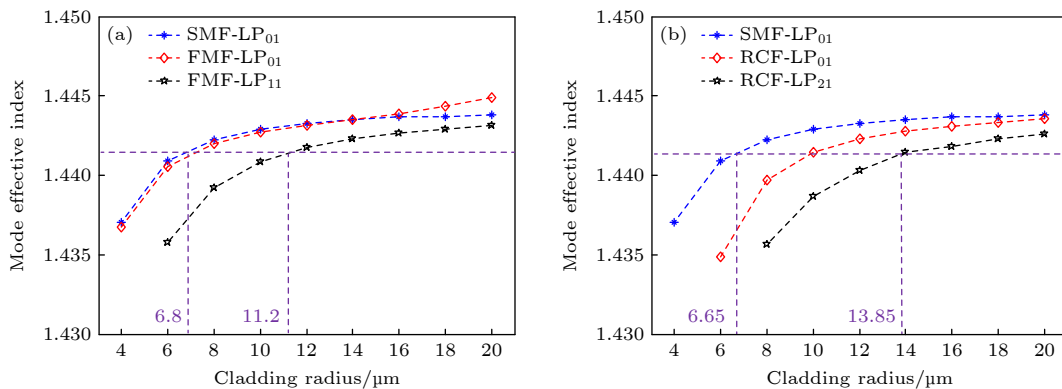 (a)
SMF-LP01
FMF-LP01
FMF-LP11
Mode effective index
1.450
1.445
1.440
1.435
1.430
6.8
11.2
4 6 8 10 12 14 16 18 20
Cladding radius/μm
(b)
SMF-LP01
RCF-LP01
RCF-LP21
Mode effective index
1.450
1.445
1.440
1.435
1.430
6.65
13.85
4 6 8 10 12 14 16 18 20
Cladding radius/μm